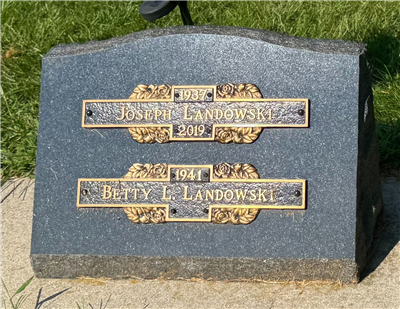 1937
JOSEPH LANDOWSKI
2019
1941
BETTY L. LANDOWSKI